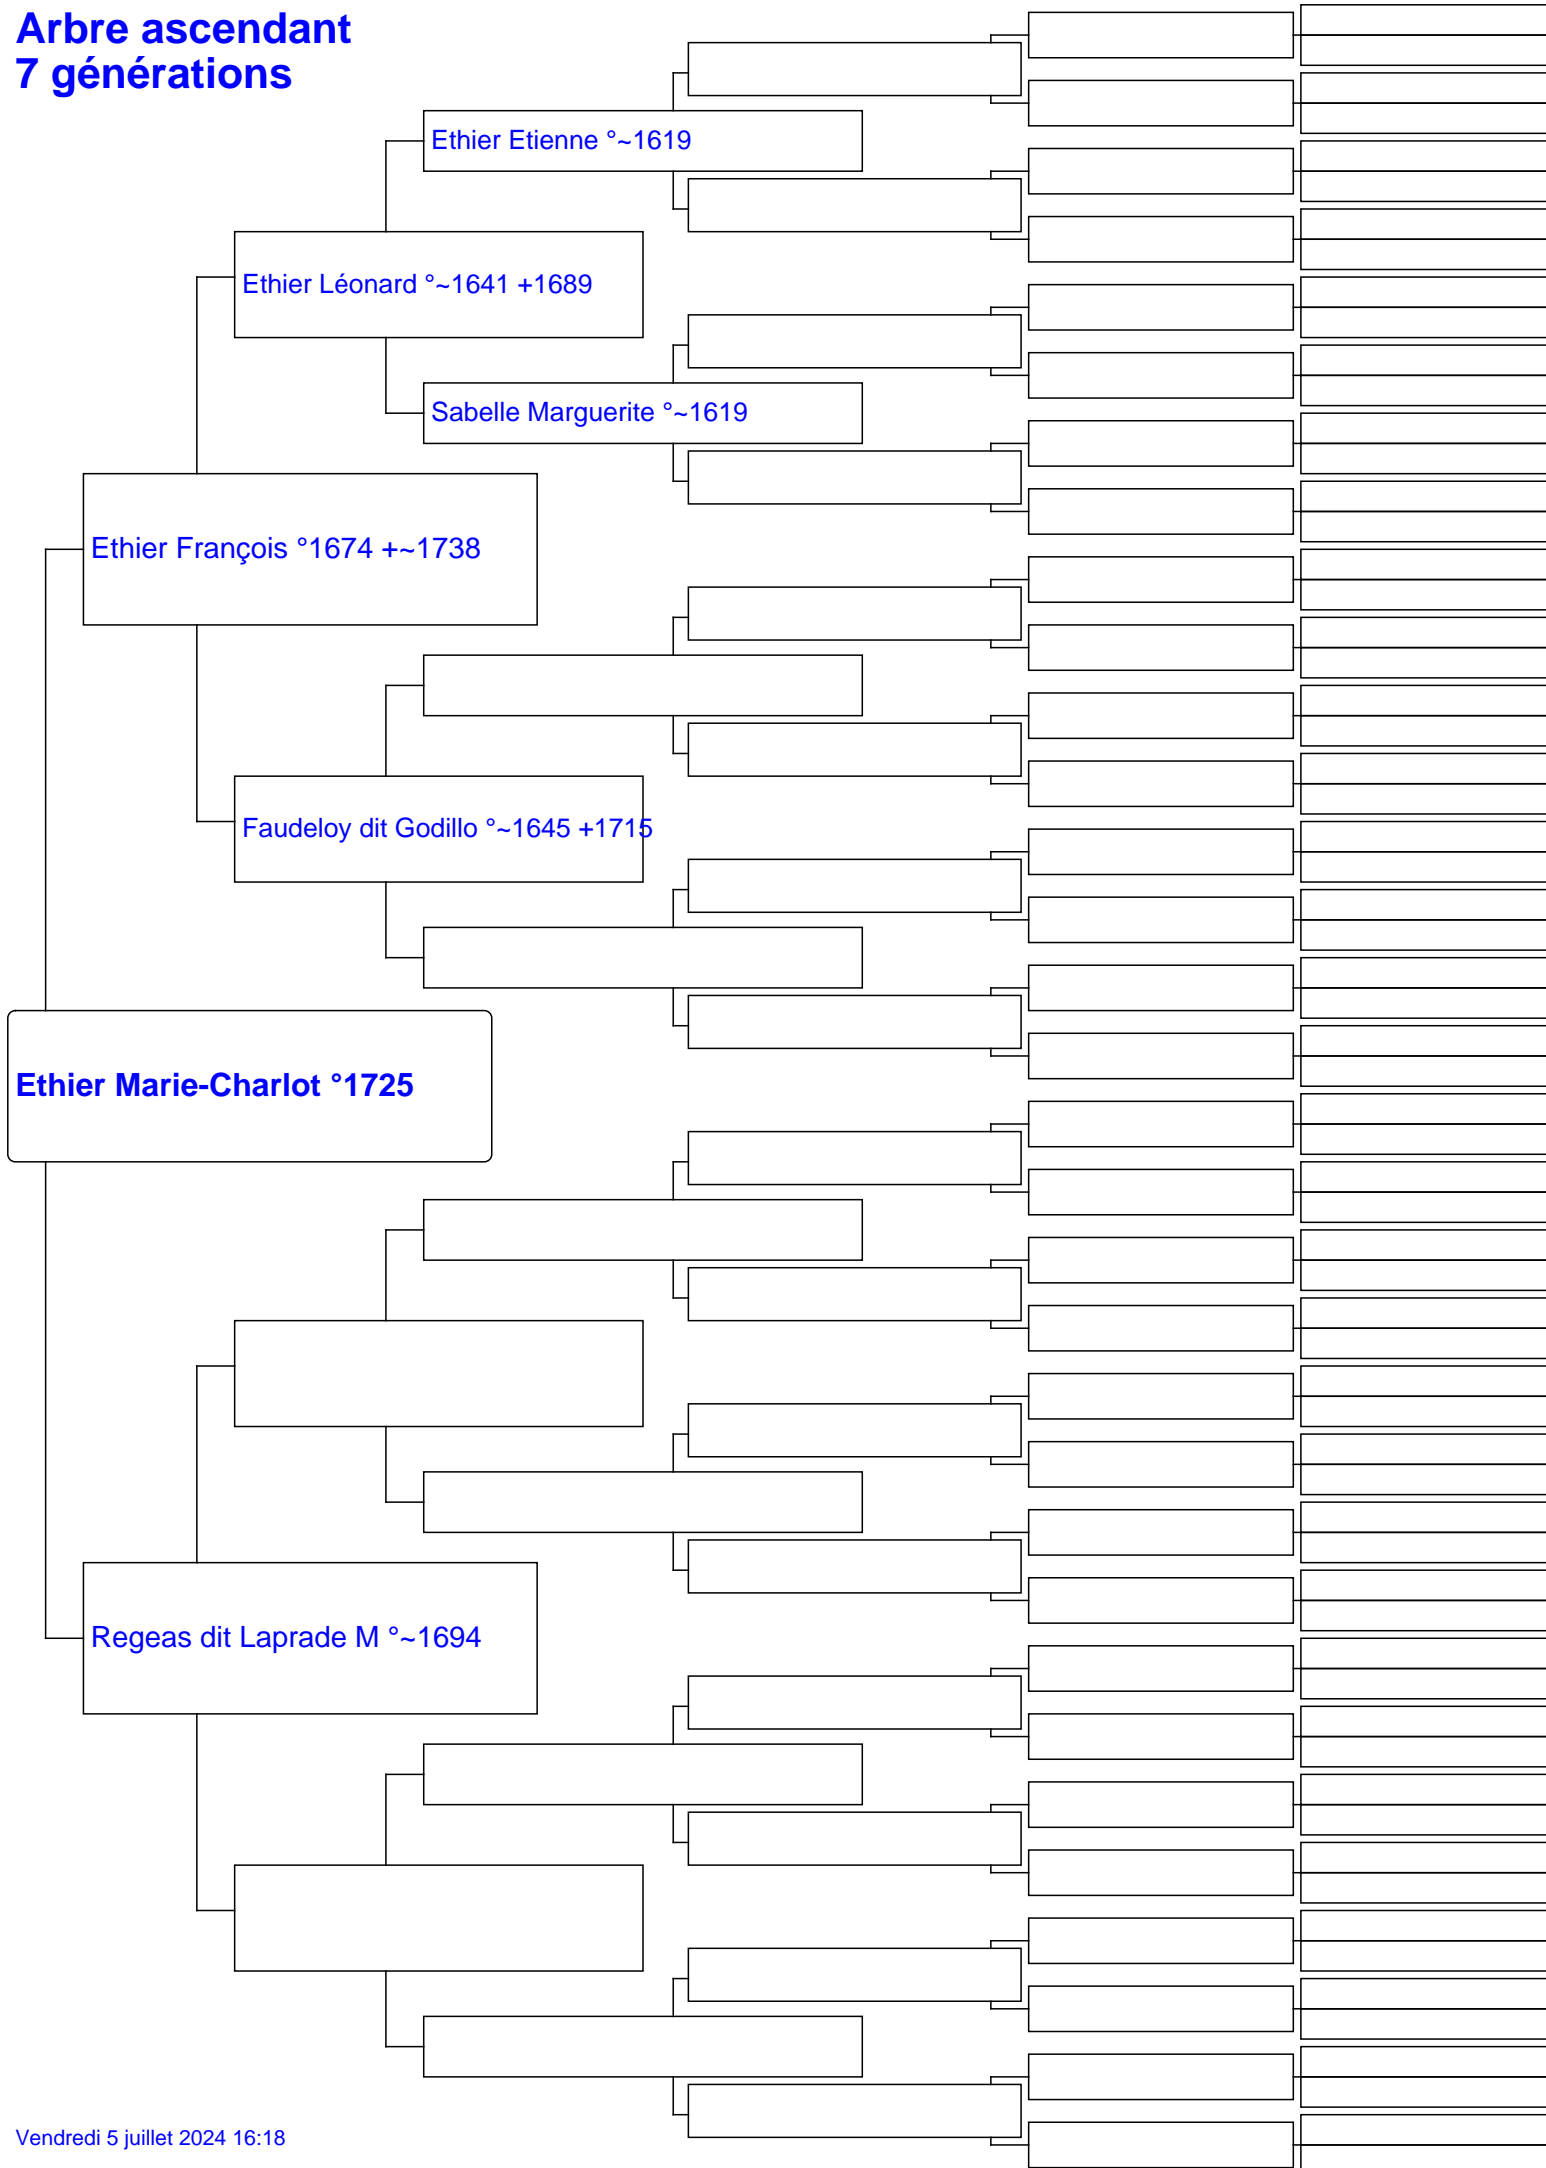 Arbre ascendant
7 générations
Ethier Etienne °~1619
Ethier Léonard °~1641 +1689
Sabelle Marguerite °~1619
Ethier François °1674 +~1738
Faudeloy dit Godillo °~1645 +1715
Ethier Marie-Charlot °1725
Regeas dit Laprade M °~1694
Vendredi 5 juillet 2024 16:18